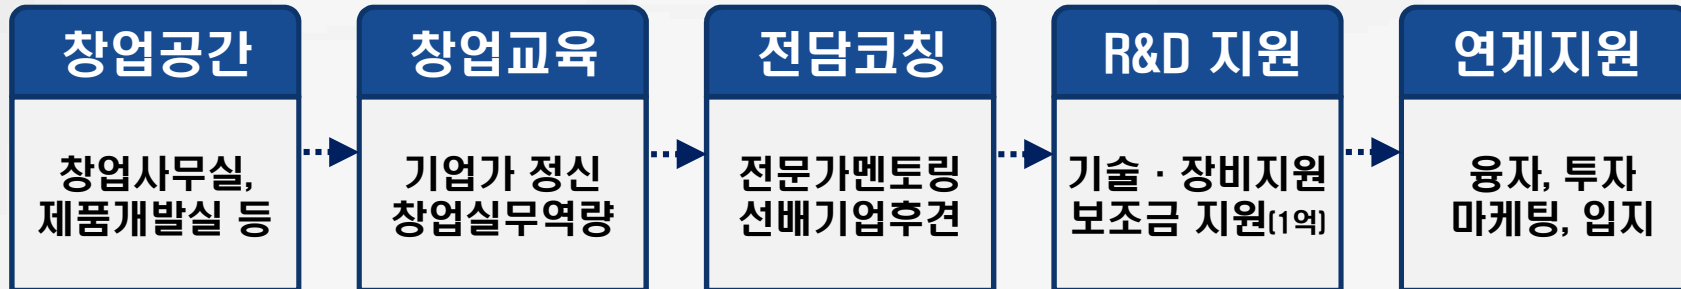 창업공간
창업사무실,
제품개발실 등
창업교육
기업가 정신
창업실무역량
전담코칭
전문가멘토링
선배기업후견
R&D 지원
기술 · 장비지원
보조금 지원(1억)
연계지원
융자, 투자
마케팅, 입지